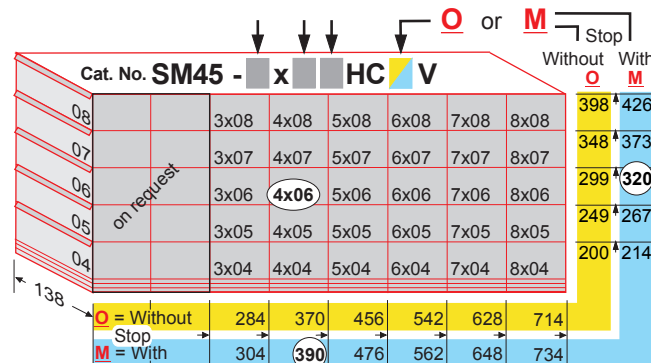 O or M
Stop
Without With
O M
Cat. No. SM45 - x HC V
08 3x08 4x08 5x08 6x08 7x08 8x08 398 426
07 3x07 4x07 5x07 6x07 7x07 8x07 348 373
06 on request 3x06 4x06 5x06 6x06 7x06 8x06 299 320
05 3x05 4x05 5x05 6x05 7x05 8x05 249 267
04 3x04 4x04 5x04 6x04 7x04 8x04 200 214
138
O = Without 284 370 456 542 628 714
Stop
M = With 304 390 476 562 648 734